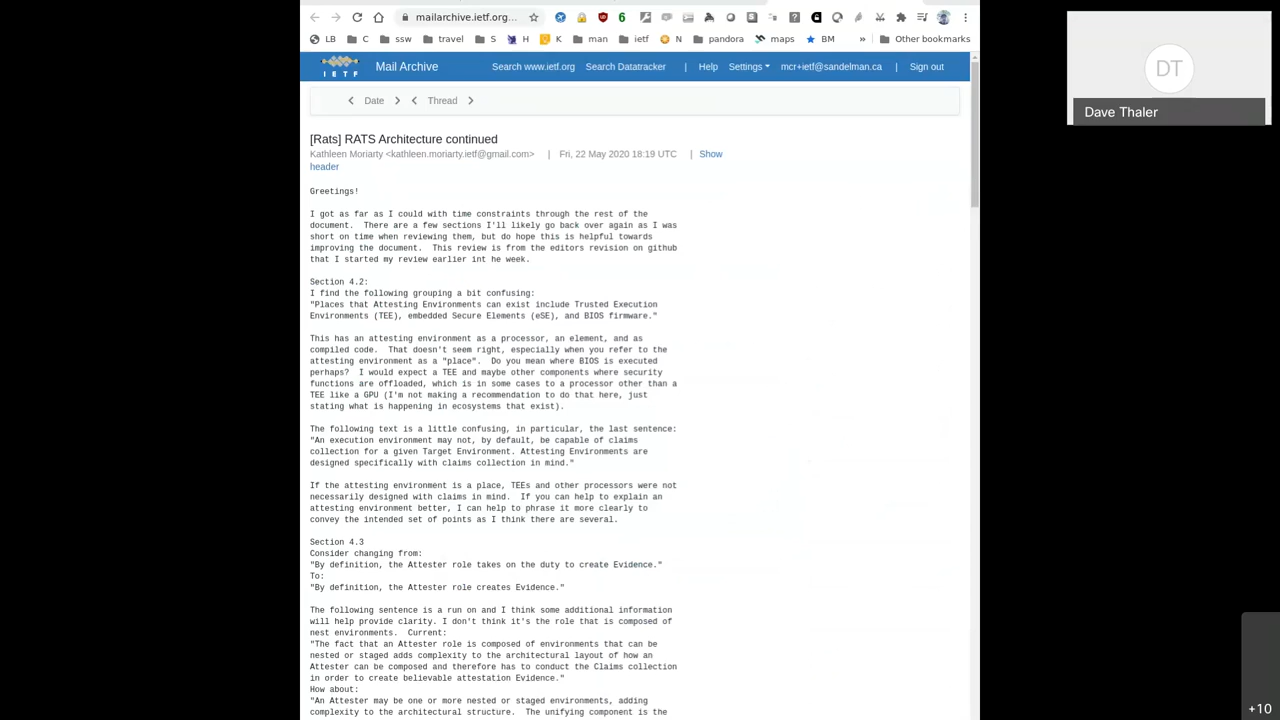 mailarchive.ietf.org...
6
LB
C
ssw
travel
S
H
K
man
ietf
N
pandora
maps
BM
»
Other bookmarks
I E T F
Mail Archive
Search www.ietf.org
Search Datatracker
|
Help
Settings
mcr+ietf@sandelman.ca
|
Sign out
Date
Thread
[Rats] RATS Architecture continued
Kathleen Moriarty <kathleen.moriarty.ietf@gmail.com> | Fri, 22 May 2020 18:19 UTC | Show
header
Greetings!
I got as far as I could with time constraints through the rest of the
document.  There are a few sections I'll likely go back over again as I was
short on time when reviewing them, but do hope this is helpful towards
improving the document.  This review is from the editors revision on github
that I started my review earlier int he week.
Section 4.2:
I find the following grouping a bit confusing:
"Places that Attesting Environments can exist include Trusted Execution
Environments (TEE), embedded Secure Elements (eSE), and BIOS firmware."
This has an attesting environment as a processor, an element, and as
compiled code.  That doesn't seem right, especially when you refer to the
attesting environment as a "place".  Do you mean where BIOS is executed
perhaps?  I would expect a TEE and maybe other components where security
functions are offloaded, which is in some cases to a processor other than a
TEE like a GPU (I'm not making a recommendation to do that here, just
stating what is happening in ecosystems that exist).
The following text is a little confusing, in particular, the last sentence:
"An execution environment may not, by default, be capable of claims
collection for a given Target Environment. Attesting Environments are
designed specifically with claims collection in mind."
If the attesting environment is a place, TEEs and other processors were not
necessarily designed with claims in mind.  If you can help to explain an
attesting environment better, I can help to phrase it more clearly to
convey the intended set of points as I think there are several.
Section 4.3
Consider changing from:
"By definition, the Attester role takes on the duty to create Evidence."
To:
"By definition, the Attester role creates Evidence."
The following sentence is a run on and I think some additional information
will help provide clarity. I don't think it's the role that is composed of
nest environments.  Current:
"The fact that an Attester role is composed of environments that can be
nested or staged adds complexity to the architectural layout of how an
Attester can be composed and therefore has to conduct the Claims collection
in order to create believable attestation Evidence."
How about:
"An Attester may be one or more nested or staged environments, adding
complexity to the architectural structure.  The unifying component is the
DT
Dave Thaler
+10